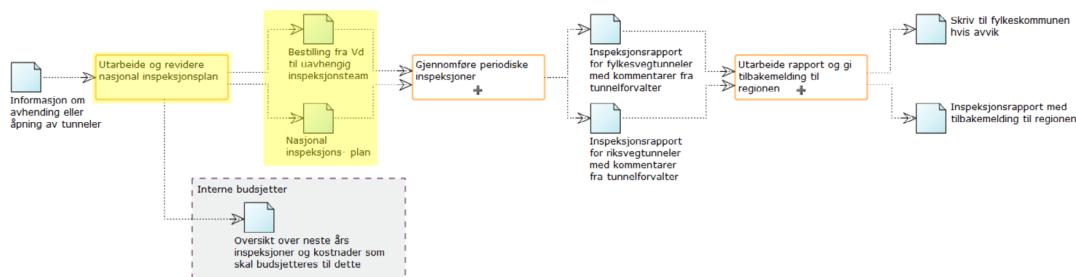 Informasjon om
avhending eller
åpning av tunneler
Utarbeide og revidere
nasjonal inspeksjonsplan
Bestilling fra Vd
til uavhengig
inspeksjonsteam
Nasjonal
inspeksjons- plan
Interne budsjetter
Oversikt over neste års
inspeksjoner og kostnader som
skal budsjetteres til dette
Gjennomføre periodiske
inspeksjoner
Inspeksjonsrapport
for fylkesvegtunneler
med kommentarer fra
tunnelforvalter
Inspeksjonsrapport
for riksvegtunneler
med kommentarer
fra tunnelforvalter
Utarbeide rapport og gi
tilbakemelding til
regionen
Skriv til fylkeskommunen
hvis avvik
Inspeksjonsrapport med
tilbakemelding til regionen